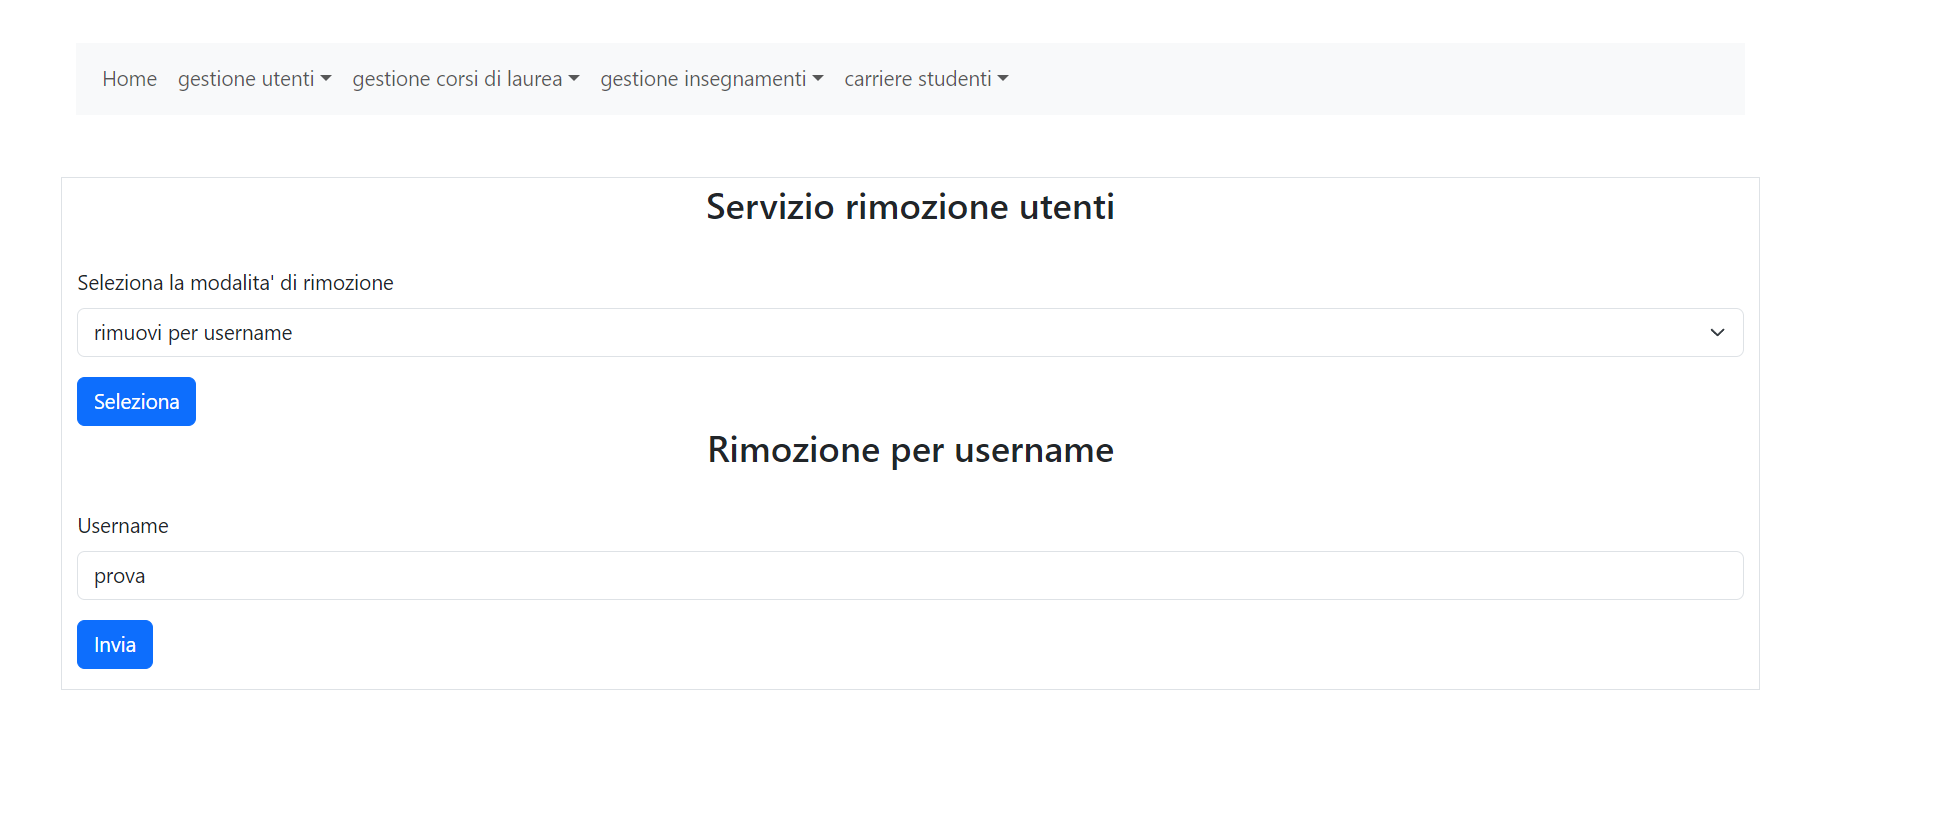 Home gestione utenti gestione corsi di laurea gestione insegnamenti carriere studenti
Servizio rimozione utenti
Seleziona la modalita' di rimozione
rimuovi per username
Seleziona
Rimozione per username
Username
prova
Invia